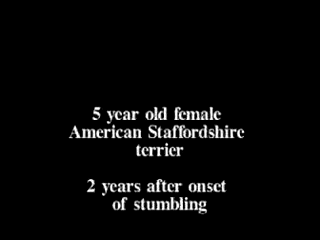 5 year old female
American Staffordshire
terrier
2 years after onset
of stumbling